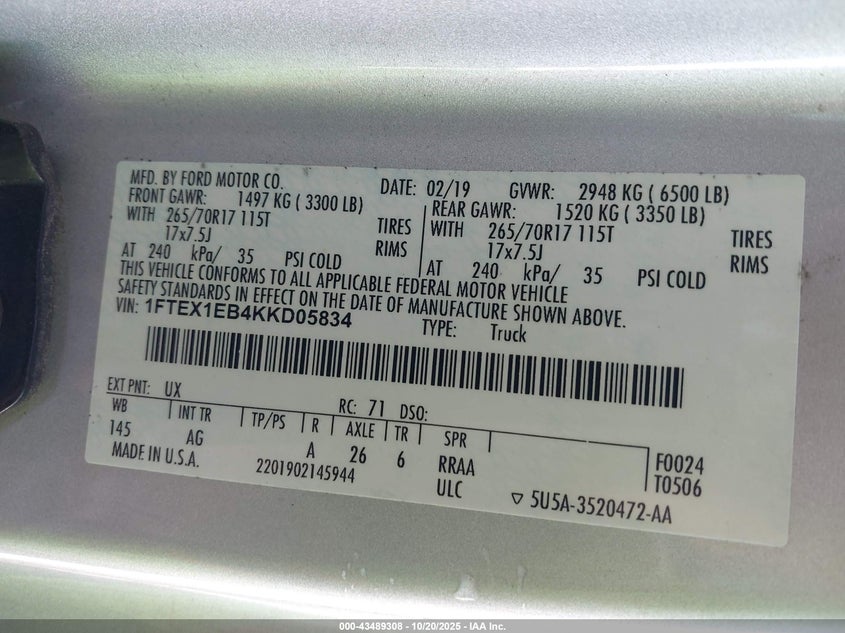 MFD. BY FORD MOTOR CO. DATE: 02/19 GVWR: 2948 KG ( 6500 LB)
FRONT GAWR: 1497 KG ( 3300 LB) REAR GAWR: 1520 KG ( 3350 LB)
WITH 265/70R17 115T TIRES WITH 265/70R17 115T TIRES
17x7.5J RIMS 17x7.5J RIMS
AT 240 kPa/ 35 PSI COLD AT 240 kPa/ 35 PSI COLD
THIS VEHICLE CONFORMS TO ALL APPLICABLE FEDERAL MOTOR VEHICLE
SAFETY STANDARDS IN EFFECT ON THE DATE OF MANUFACTURE SHOWN ABOVE.
VIN: 1FTEX1EB4KKD05834 TYPE: Truck
EXT PNT: UX RC: 71 DSO:
WB INT TR TP/PS R AXLE TR SPR
145 AG A 26 6 RRAA F0024
MADE IN U.S.A. 2201902145944 ULC T0506
▽ 5U5A-3520472-AA
000-43489308 - 10/20/2025 - IAA Inc.